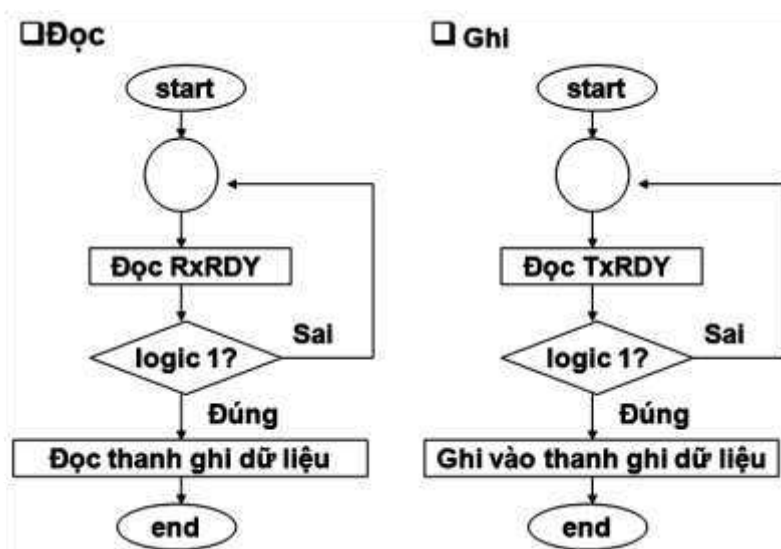 ❑Đọc
start
Đọc RxRDY
logic 1?
Sai
Đúng
Đọc thanh ghi dữ liệu
end
❑ Ghi
start
Đọc TxRDY
logic 1?
Sai
Đúng
Ghi vào thanh ghi dữ liệu
end